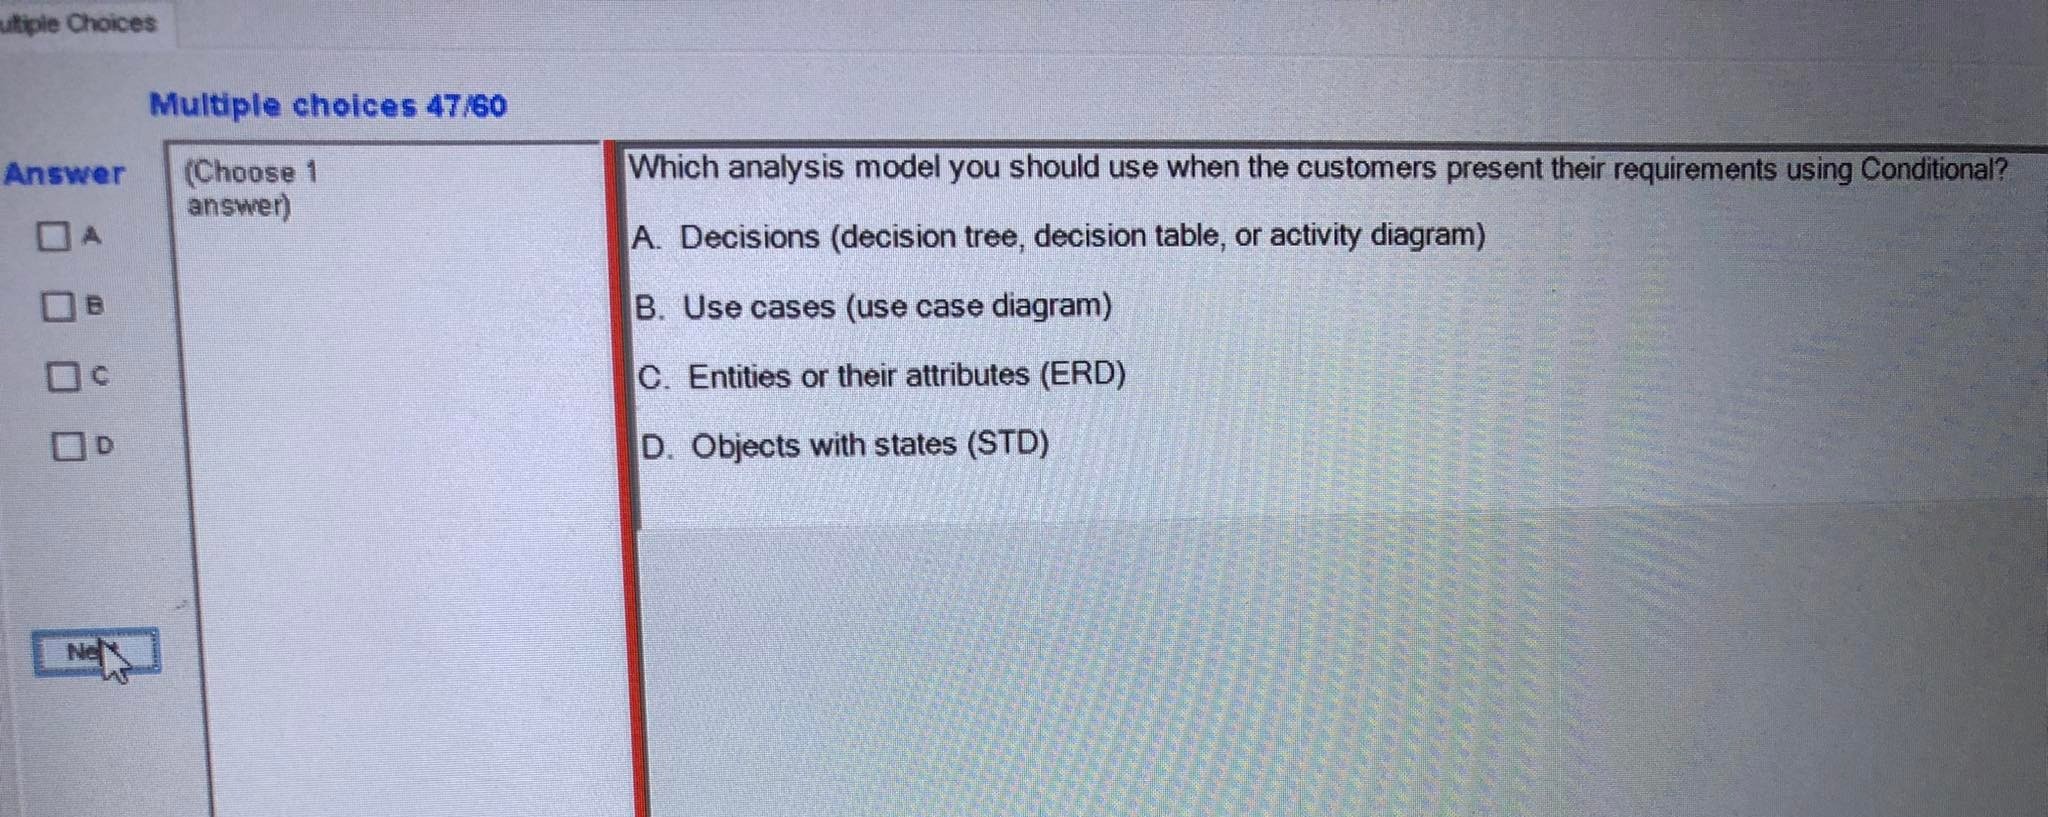 Choices
Multiple choices 47/60
Answer
(Choose 1
answer)
A
B
C
D
Which analysis model you should use when the customers present their requirements using Conditional?
A. Decisions (decision tree, decision table, or activity diagram)
B. Use cases (use case diagram)
C. Entities or their attributes (ERD)
D. Objects with states (STD)